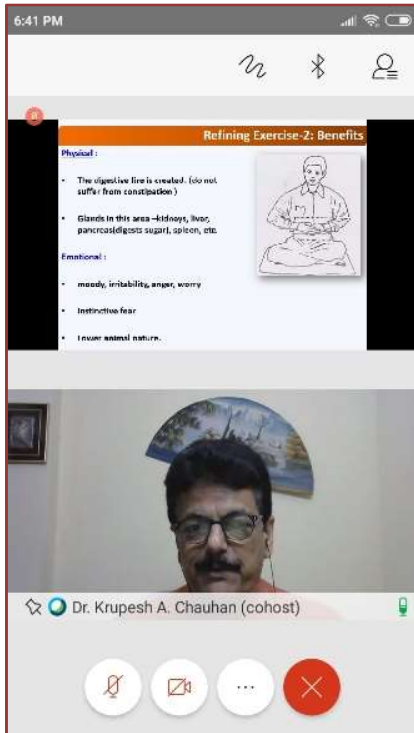 6:41 PM
Refining Exercise-2: Benefits
Physical :
• The digestive fire is created. (do not
suffer from constipation )
• Glands in this area –kidneys, liver,
pancreas(digests sugar), spleen, etc.
Emotional :
• moody, irritability, anger, worry
• Instinctive fear
• Lower animal nature.
Dr. Krupesh A. Chauhan (cohost)